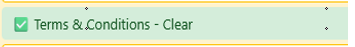 ✅ Terms & Conditions - Clear